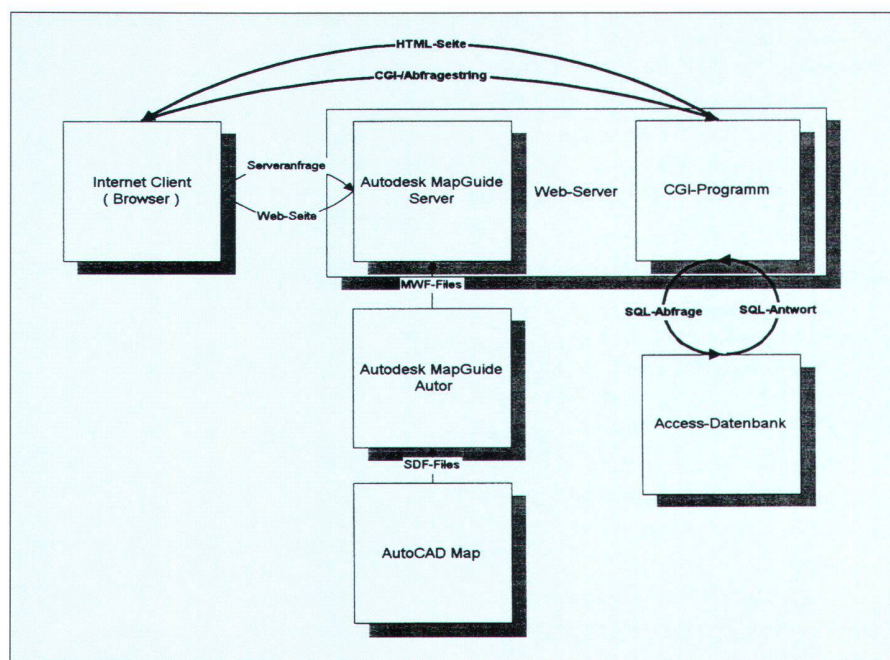 HTML-Seite
CGI-/Abfragestring
Internet Client
( Browser )
Serveranfrage
Web-Seite
Autodesk MapGuide
Server
Web-Server
CGI-Programm
MWF-Files
SQL-Abfrage
SQL-Antwort
Autodesk MapGuide
Autor
Access-Datenbank
SDF-Files
AutoCAD Map